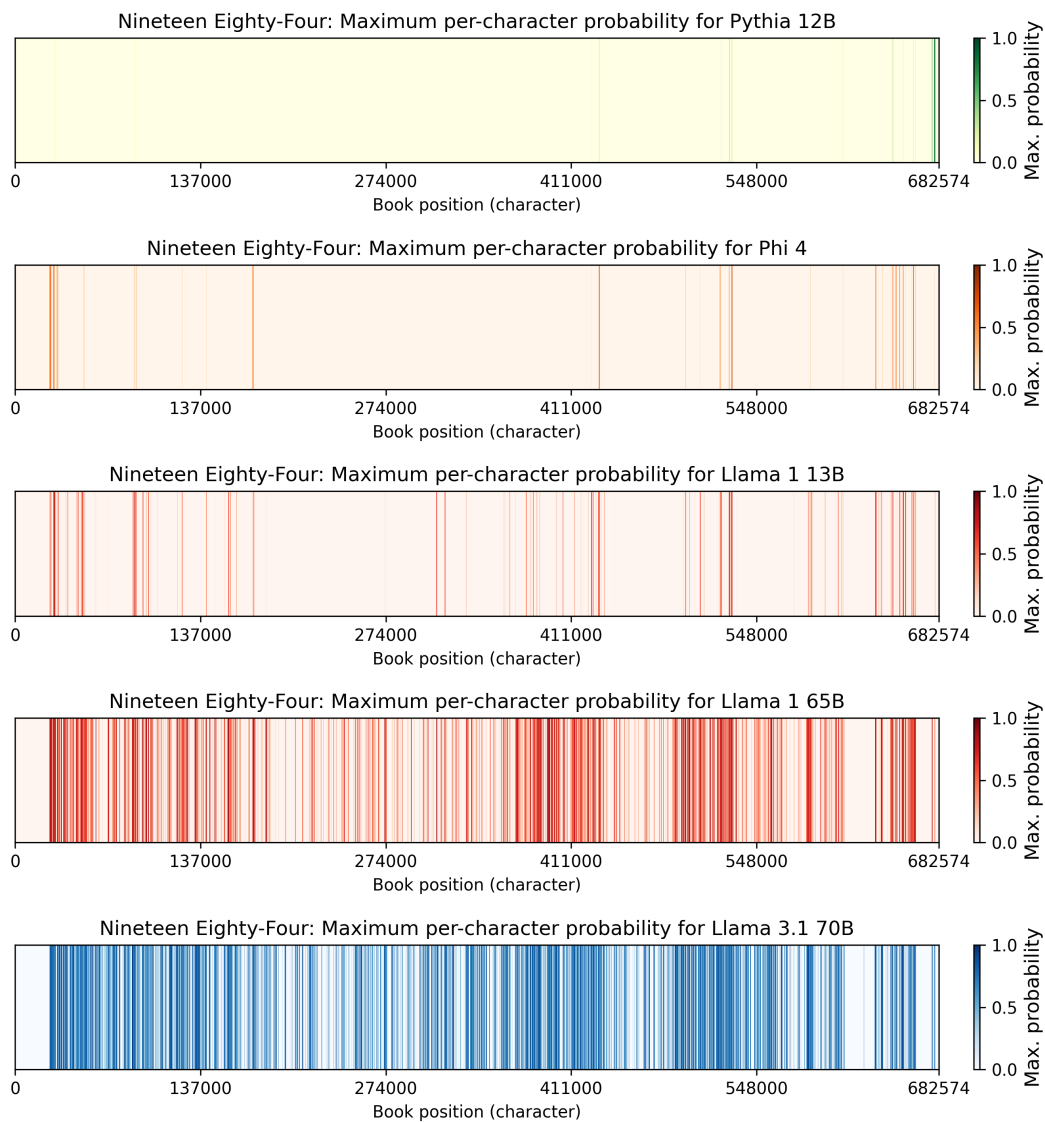 Nineteen Eighty-Four: Maximum per-character probability for Pythia 12B
1.0
0.5
0.0
Max. probability
0 137000 274000 411000 548000 682574
Book position (character)
Nineteen Eighty-Four: Maximum per-character probability for Phi 4
1.0
0.5
0.0
Max. probability
0 137000 274000 411000 548000 682574
Book position (character)
Nineteen Eighty-Four: Maximum per-character probability for Llama 1 13B
1.0
0.5
0.0
Max. probability
0 137000 274000 411000 548000 682574
Book position (character)
Nineteen Eighty-Four: Maximum per-character probability for Llama 1 65B
1.0
0.5
0.0
Max. probability
0 137000 274000 411000 548000 682574
Book position (character)
Nineteen Eighty-Four: Maximum per-character probability for Llama 3.1 70B
1.0
0.5
0.0
Max. probability
0 137000 274000 411000 548000 682574
Book position (character)